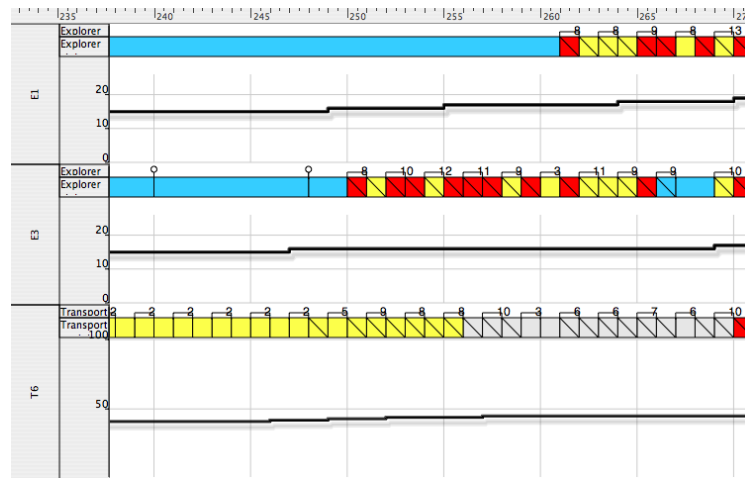 235 240 245 250 255 260 265 27
Explorer 8 8 9 8 13
Explorer
E1
20
10
0
Explorer 8 10 12 11 9 3 11 9 9 10
Explorer
E3
20
10
0
Transport 2 2 2 2 2 2 5 9 8 8 10 3 6 6 7 6 10
Transport
100
T6
50